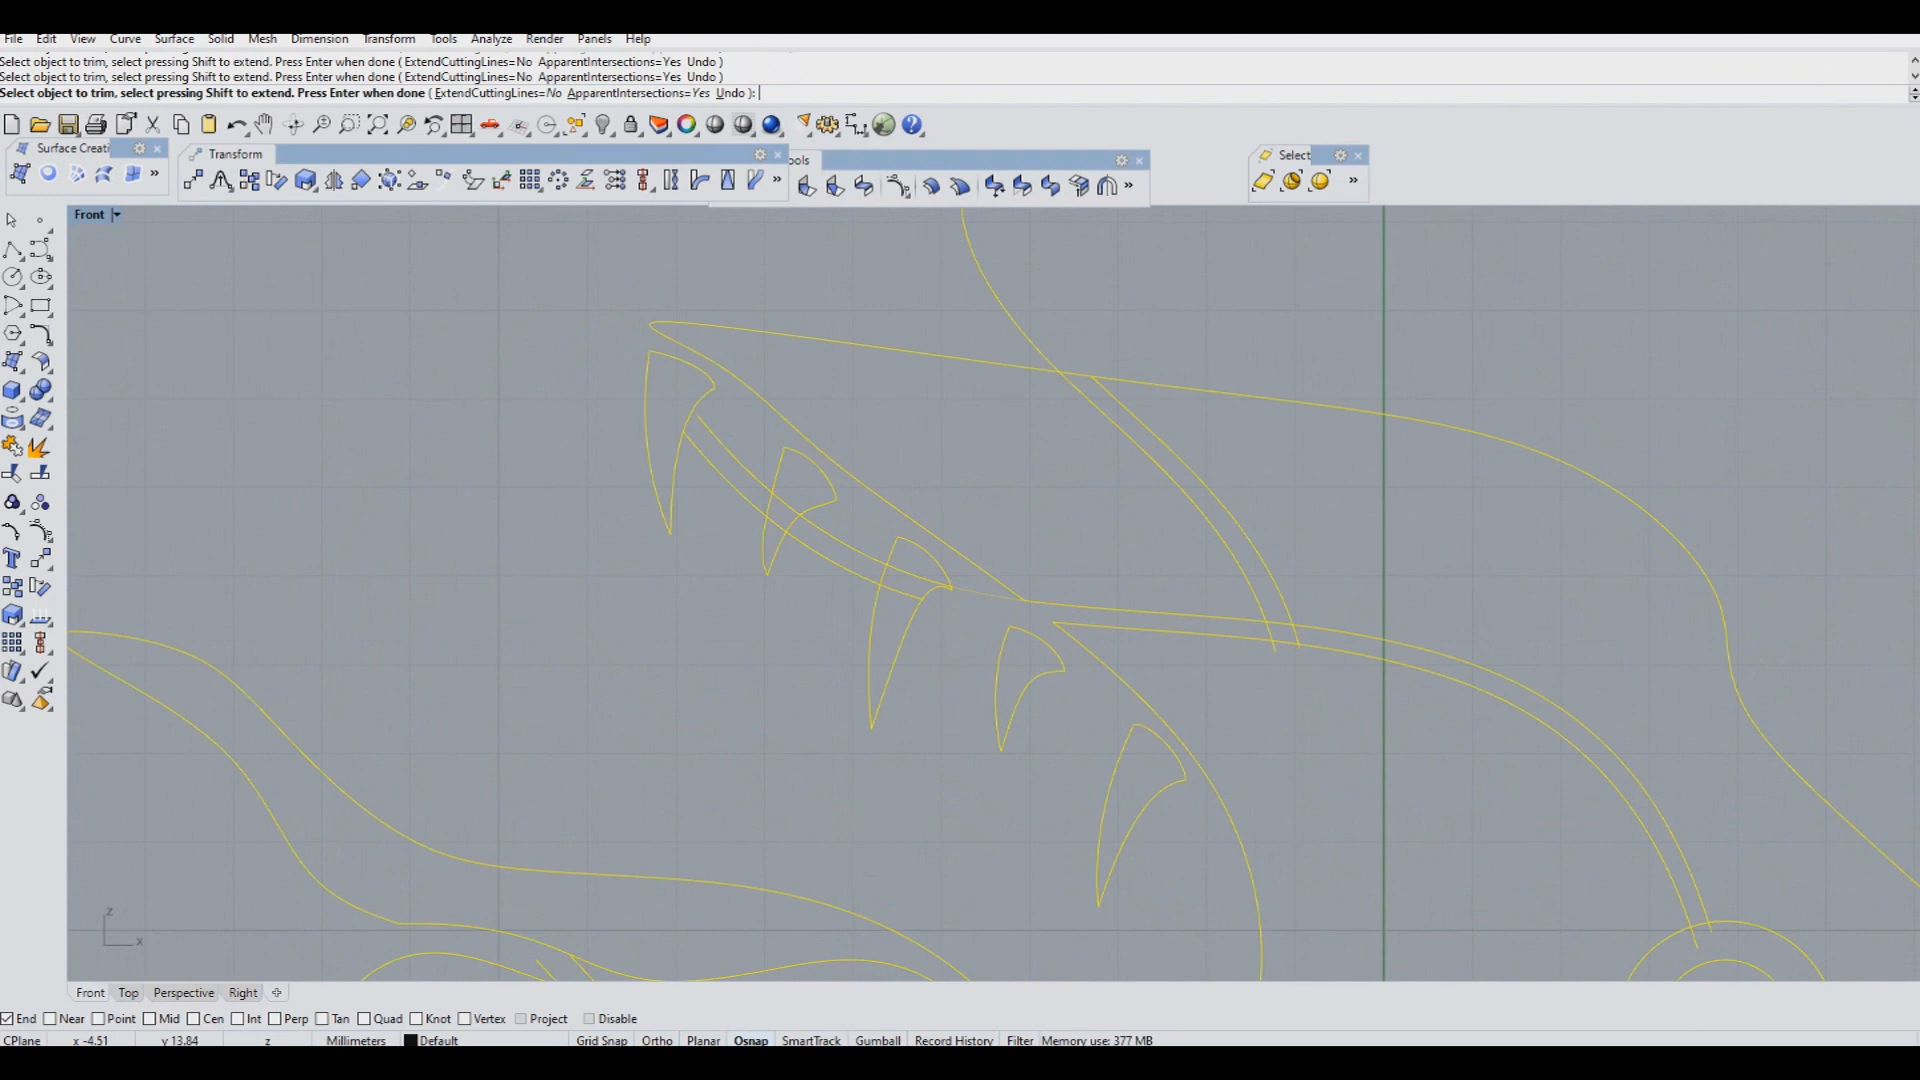 File Edit View Curve Surface Solid Mesh Dimension Transform Tools Analyze Render Panels Help
Select object to trim, select pressing Shift to extend. Press Enter when done ( ExtendCuttingLines=No ApparentIntersections=Yes Undo )
Select object to trim, select pressing Shift to extend. Press Enter when done ( ExtendCuttingLines=No ApparentIntersections=Yes Undo )
Select object to trim, select pressing Shift to extend. Press Enter when done ( ExtendCuttingLines=No ApparentIntersections=Yes Undo ):
Surface Creati Transform ools Select
Front
z
x
Front Top Perspective Right
End Near Point Mid Cen Int Perp Tan Quad Knot Vertex Project Disable
CPlane x -4.51 y 13.84 z Millimeters Default Grid Snap Ortho Planar Osnap SmartTrack Gumball Record History Filter Memory use: 377 MB